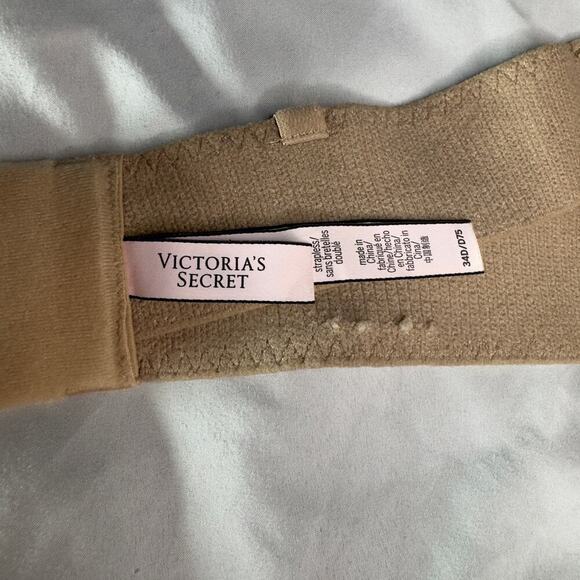 VICTORIA'S
SECRET
strapless/
sans bretelles
doublé
made in
China/
fabriqué en
Chine/hecho
en China/
fabbricato in
Cina/
中国制造
34D/D75